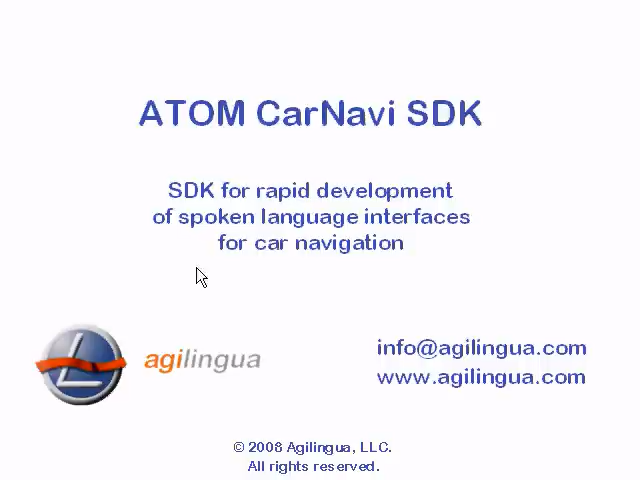 ATOM CarNavi SDK
SDK for rapid development
of spoken language interfaces
for car navigation
agilingua
info@agilingua.com
www.agilingua.com
© 2008 Agilingua, LLC.
All rights reserved.